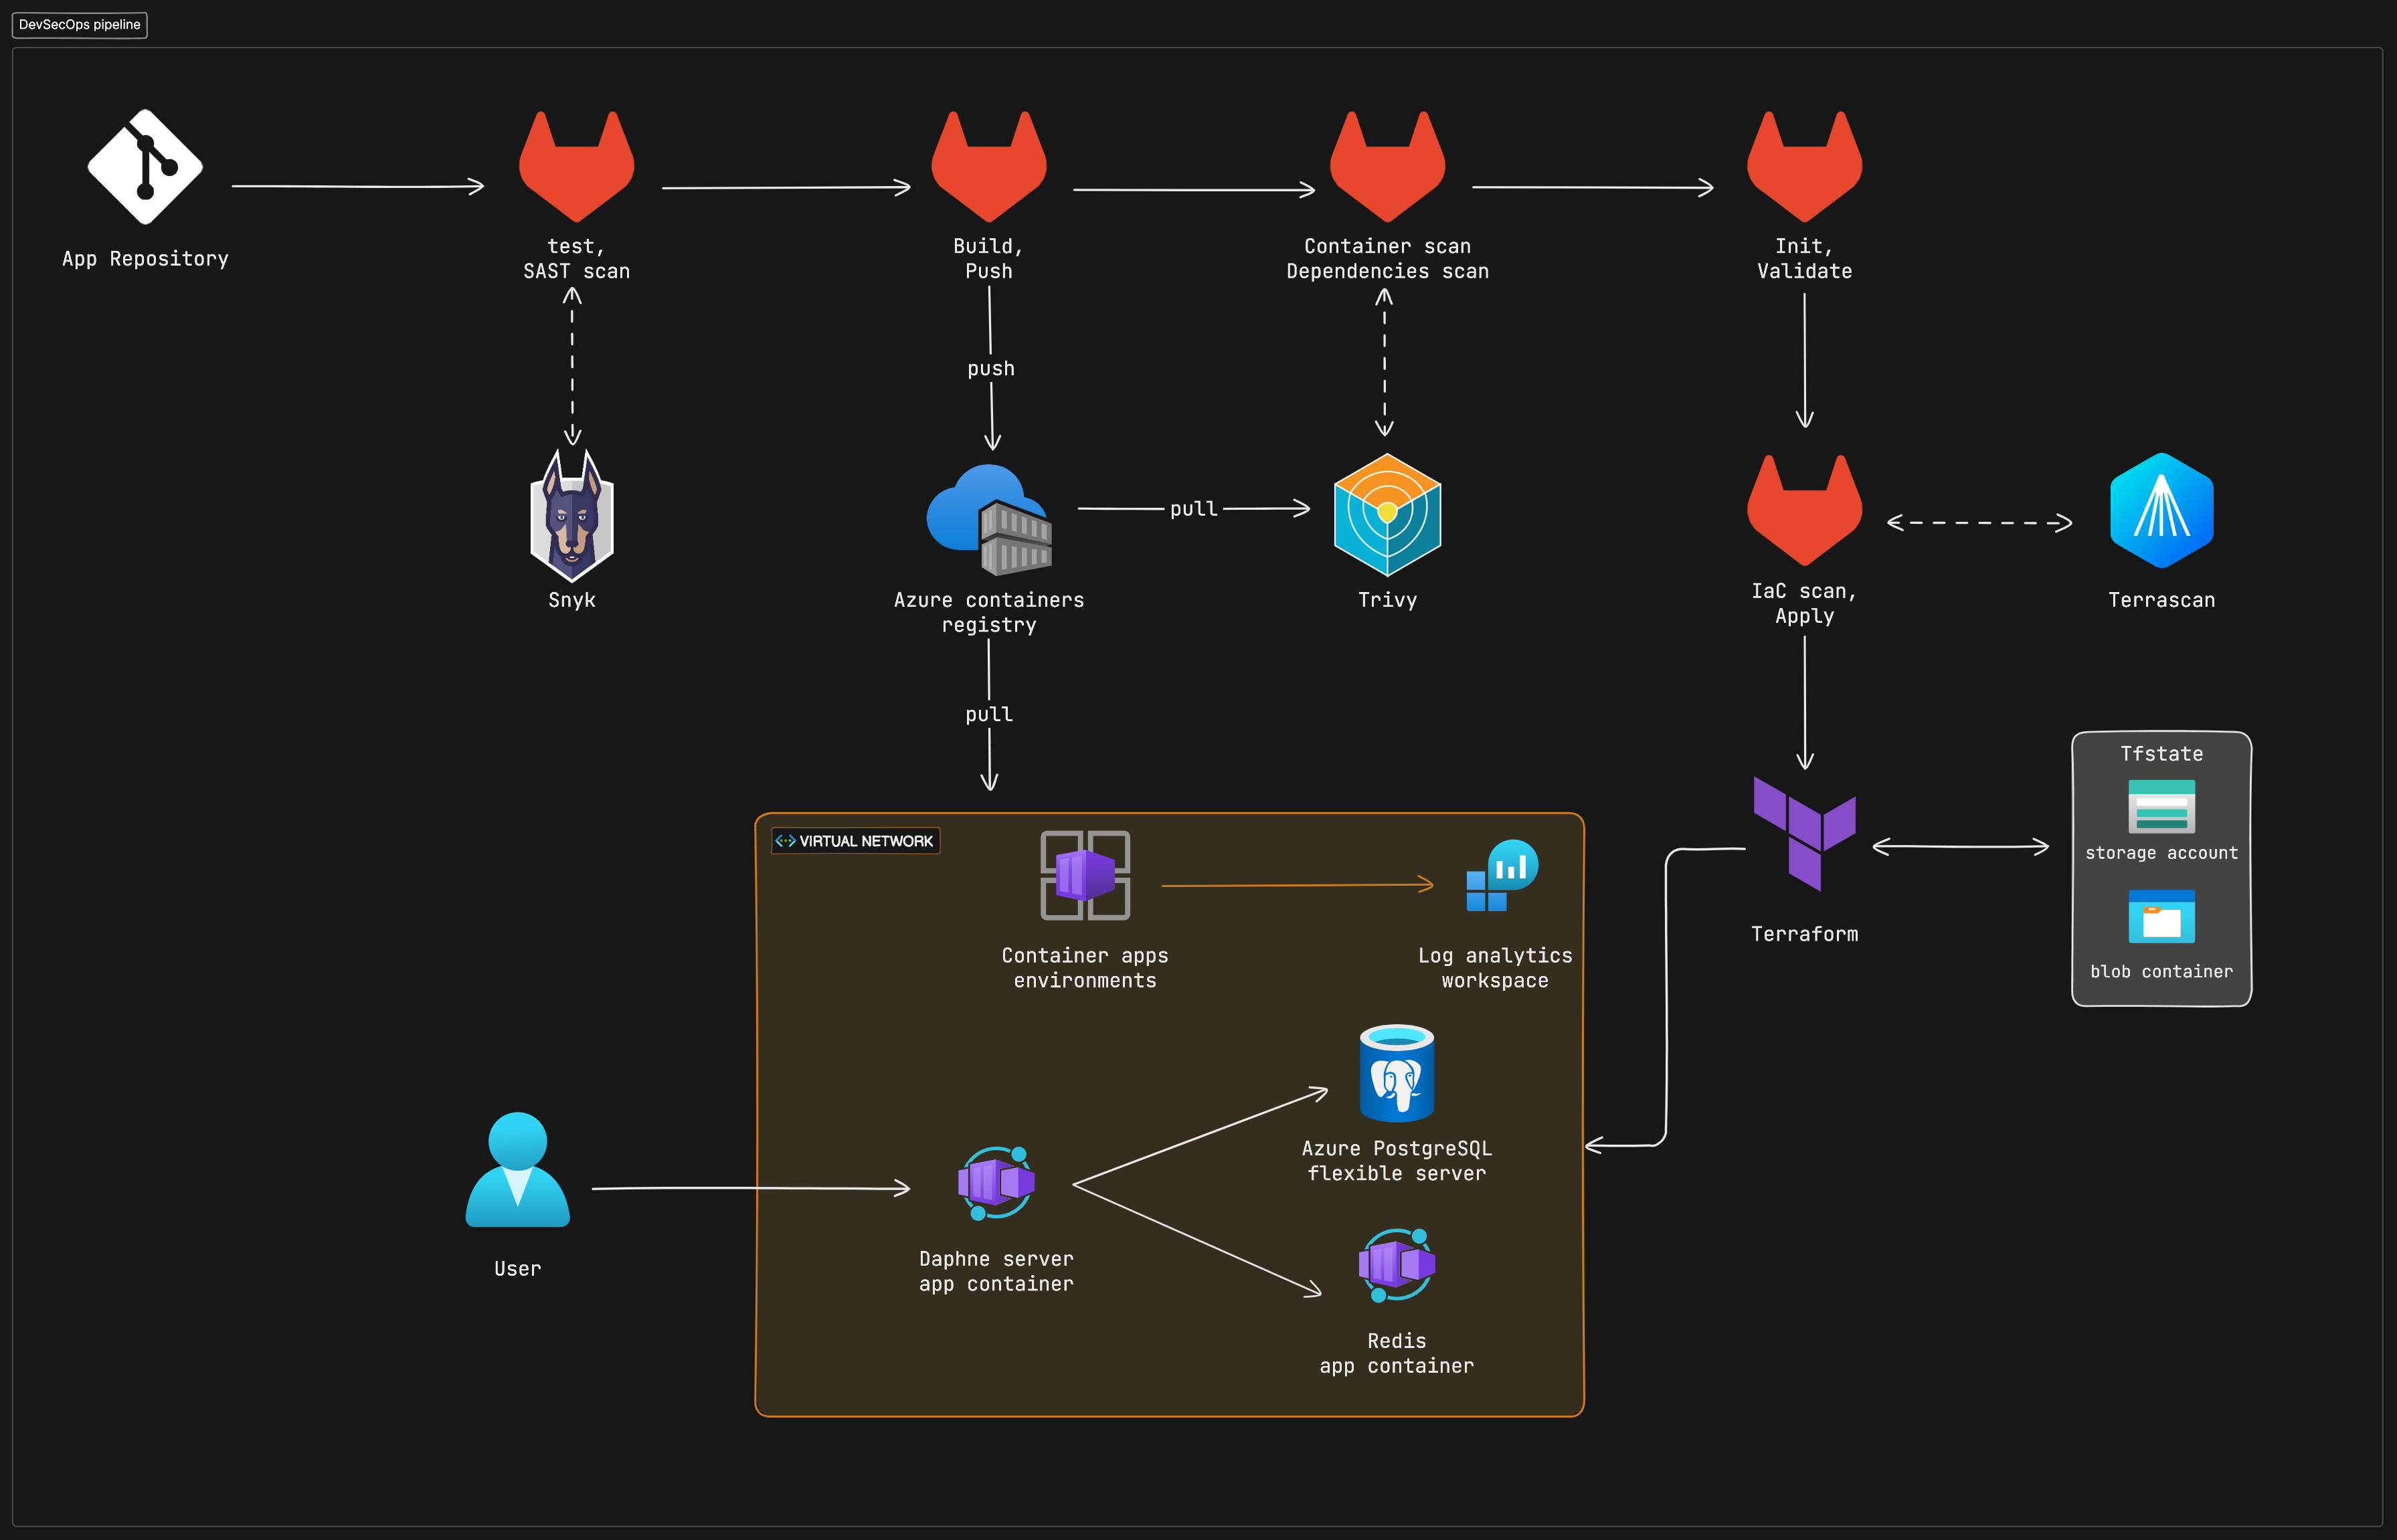 DevSecOps pipeline
App Repository
test,
SAST scan
Build,
Push
Container scan
Dependencies scan
Init,
Validate
push
Snyk
Azure containers
registry
pull
Trivy
IaC scan,
Apply
Terrascan
pull
VIRTUAL NETWORK
Container apps
environments
Log analytics
workspace
Terraform
Tfstate
storage account
blob container
User
Daphne server
app container
Azure PostgreSQL
flexible server
Redis
app container